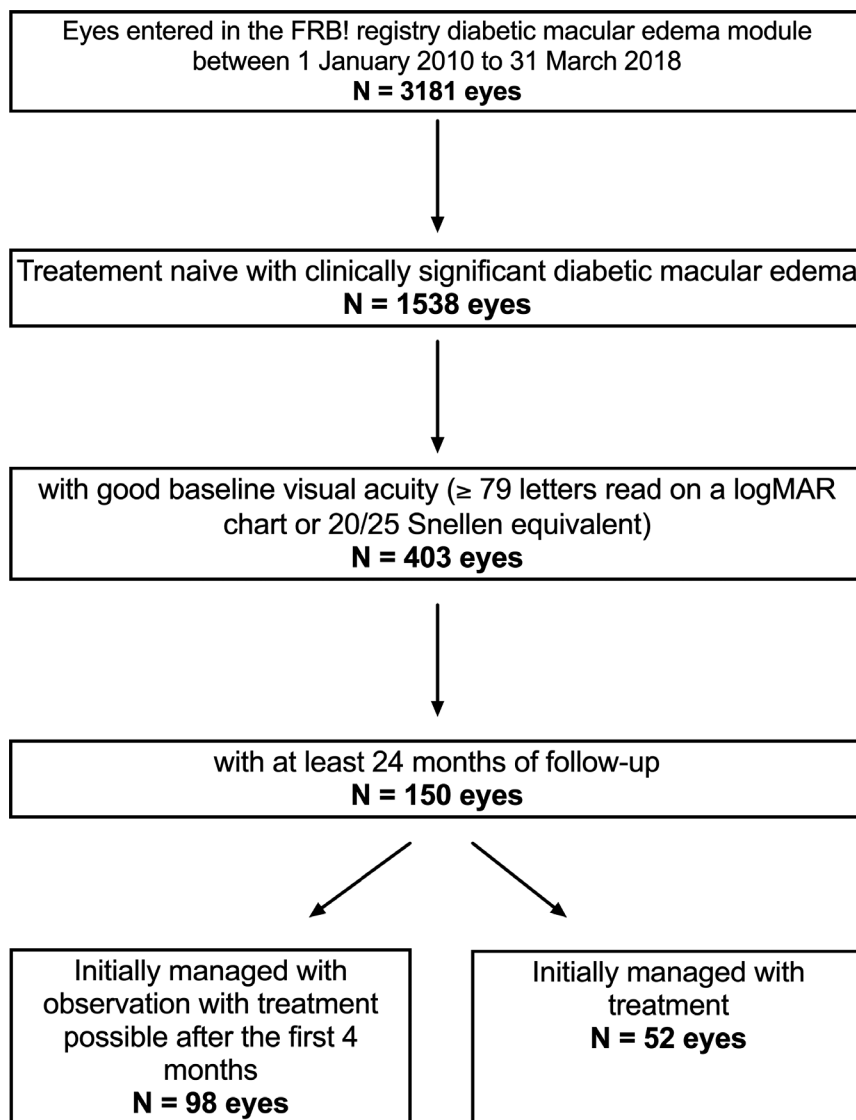 Eyes entered in the FRB! registry diabetic macular edema module
between 1 January 2010 to 31 March 2018
N = 3181 eyes
Treatement naive with clinically significant diabetic macular edema
N = 1538 eyes
with good baseline visual acuity (≥ 79 letters read on a logMAR
chart or 20/25 Snellen equivalent)
N = 403 eyes
with at least 24 months of follow-up
N = 150 eyes
Initially managed with
observation with treatment
possible after the first 4
months
N = 98 eyes
Initially managed with
treatment
N = 52 eyes